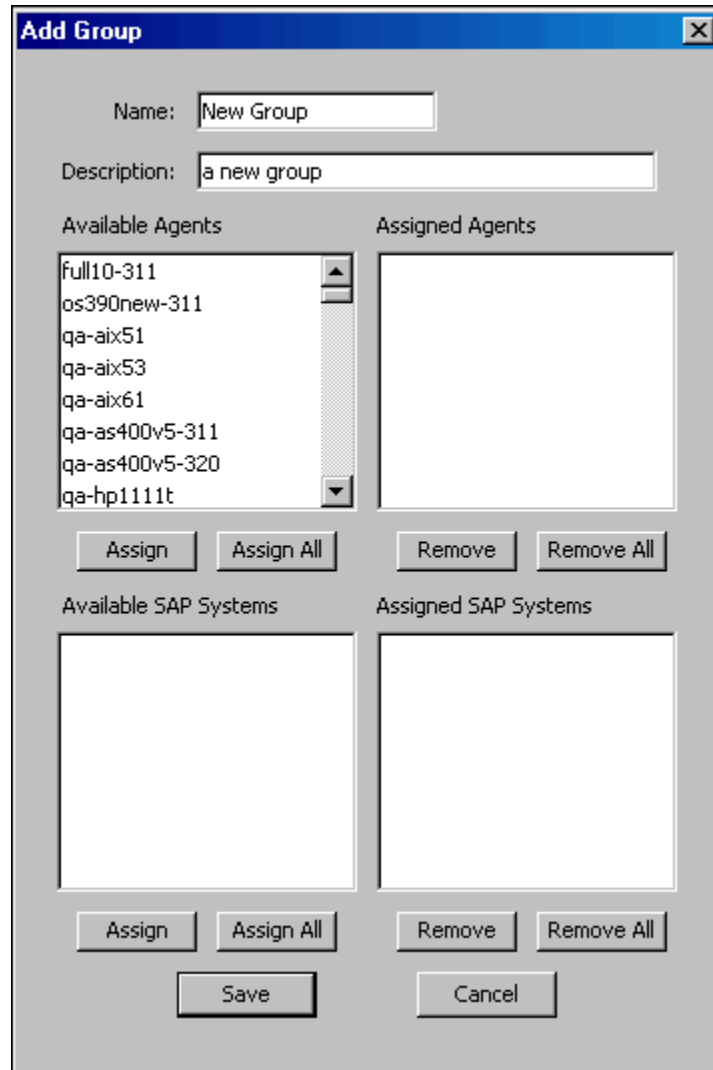 Add Group
Name: New Group
Description: a new group
Available Agents
full10-311
os390new-311
qa-aix51
qa-aix53
qa-aix61
qa-as400v5-311
qa-as400v5-320
qa-hp1111t
Assign Assign All
Assigned Agents
Remove Remove All
Available SAP Systems
Assign Assign All
Assigned SAP Systems
Remove Remove All
Save Cancel